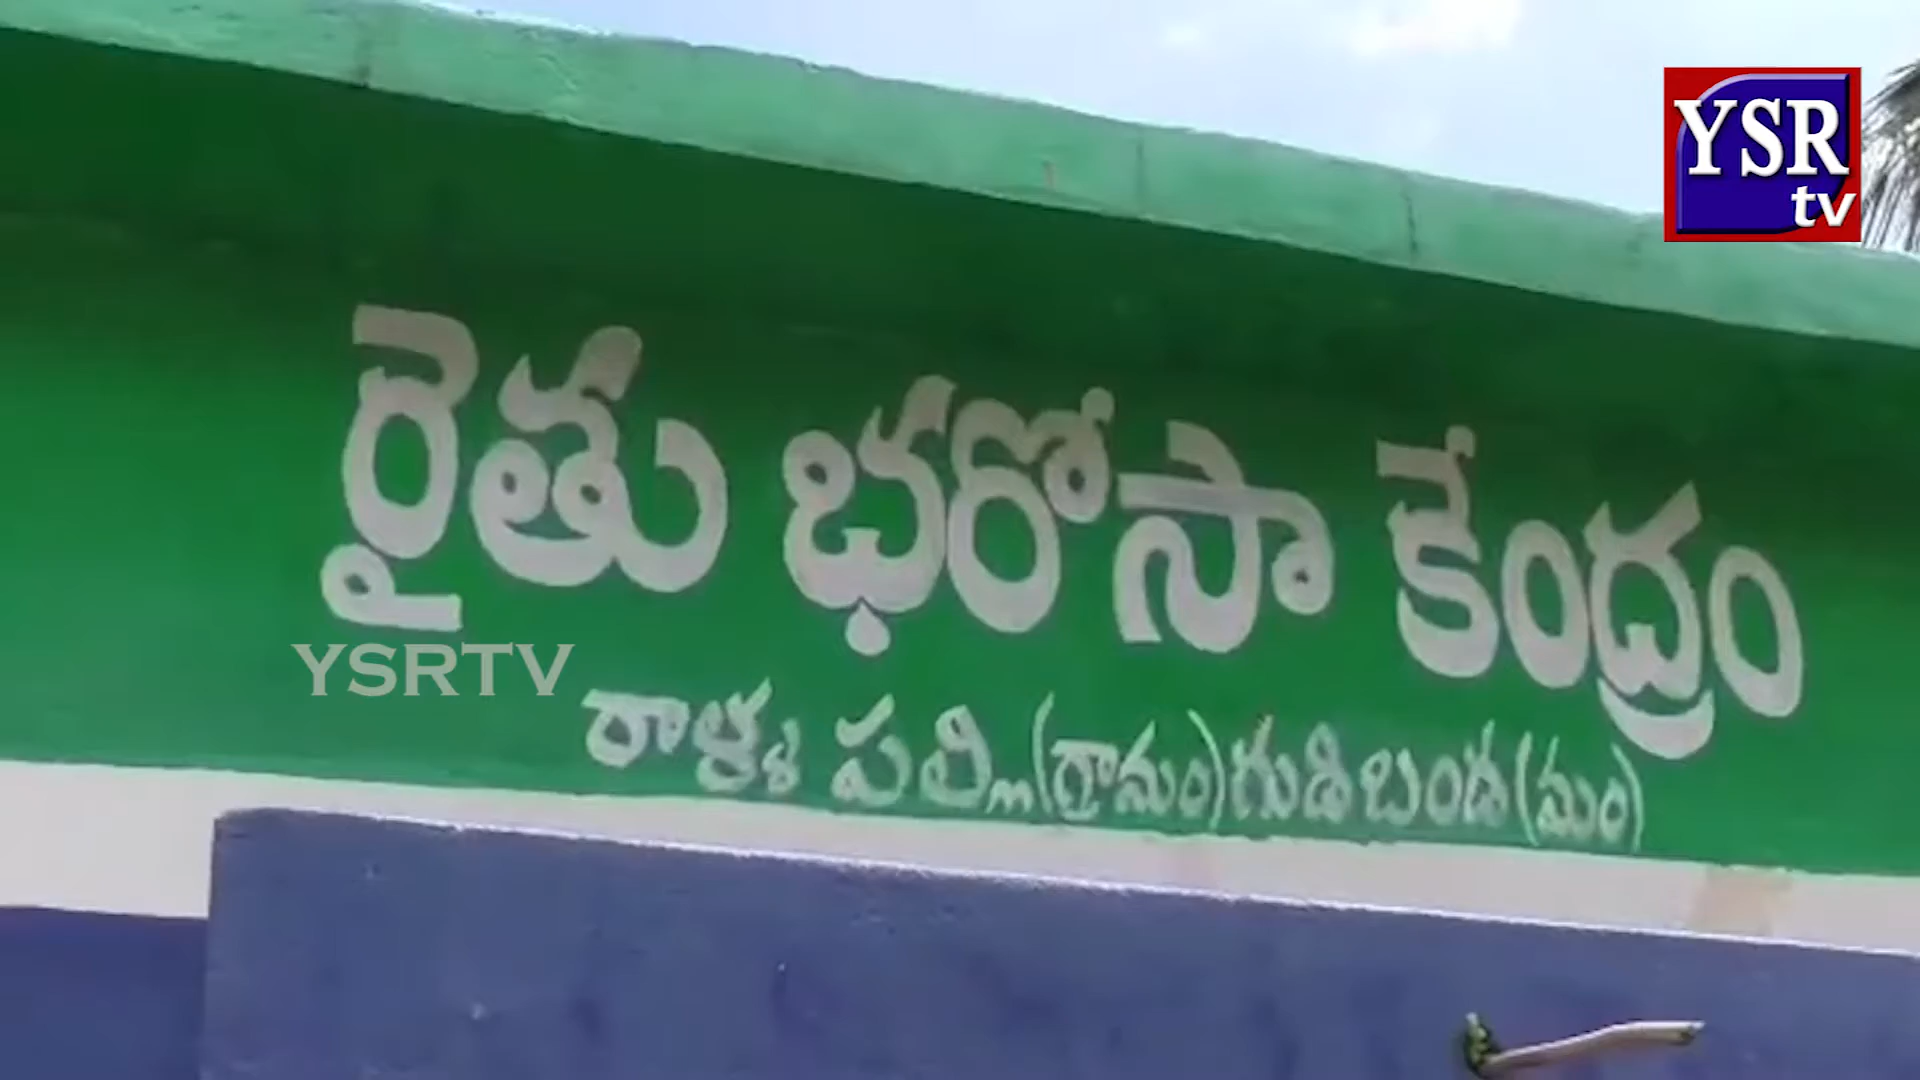 YSR
tv
రైతు భరోసా కేంద్రం
YSRTV
రాళ్ళ పల్లి (గ్రామం) గుడిబండ (మం)